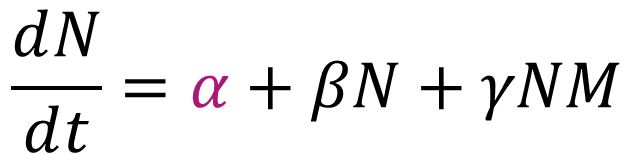 dN/dt = α + βN + γNM